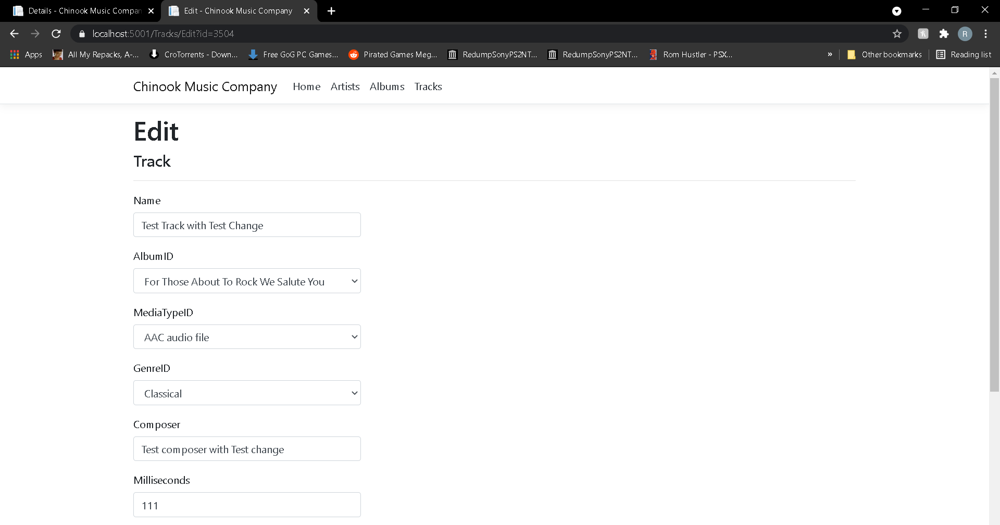 Details - Chinook Music Compan
Edit - Chinook Music Company
localhost:5001/Tracks/Edit?id=3504
R
Apps
All My Repacks, A-...
CroTorrents - Down...
Free GoG PC Games...
Pirated Games Meg...
RedumpSonyPS2NT...
RedumpSonyPS2NT...
Rom Hustler - PSX...
»
Other bookmarks
Reading list
Chinook Music Company
Home
Artists
Albums
Tracks
Edit
Track
Name
Test Track with Test Change
AlbumID
For Those About To Rock We Salute You
MediaTypeID
AAC audio file
GenreID
Classical
Composer
Test composer with Test change
Milliseconds
111